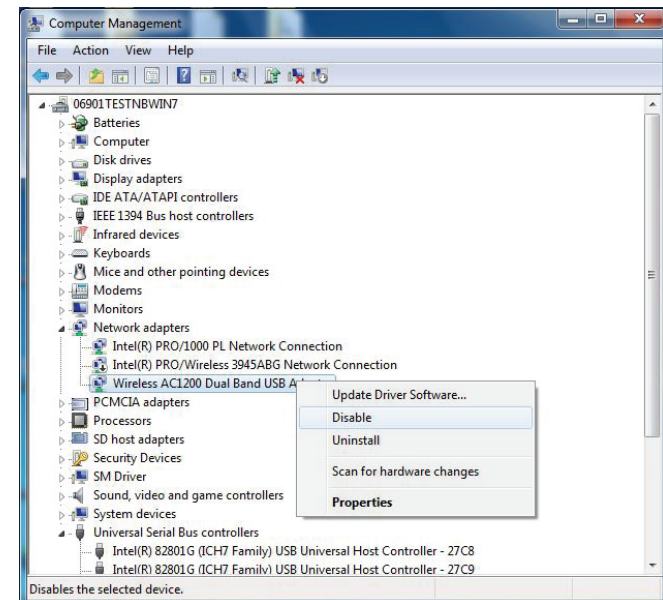 Computer Management
File Action View Help
06901TESTNBWIN7
Batteries
Computer
Disk drives
Display adapters
IDE ATA/ATAPI controllers
IEEE 1394 Bus host controllers
Infrared devices
Keyboards
Mice and other pointing devices
Modems
Monitors
Network adapters
Intel(R) PRO/1000 PL Network Connection
Intel(R) PRO/Wireless 3945ABG Network Connection
Wireless AC1200 Dual Band USB
Update Driver Software...
Disable
Uninstall
Scan for hardware changes
Properties
PCMCIA adapters
Processors
SD host adapters
Security Devices
SM Driver
Sound, video and game controllers
System devices
Universal Serial Bus controllers
Intel(R) 82801G (ICH7 Family) USB Universal Host Controller - 27C8
Intel(R) 82801G (ICH7 Family) USB Universal Host Controller - 27C9
Disables the selected device.